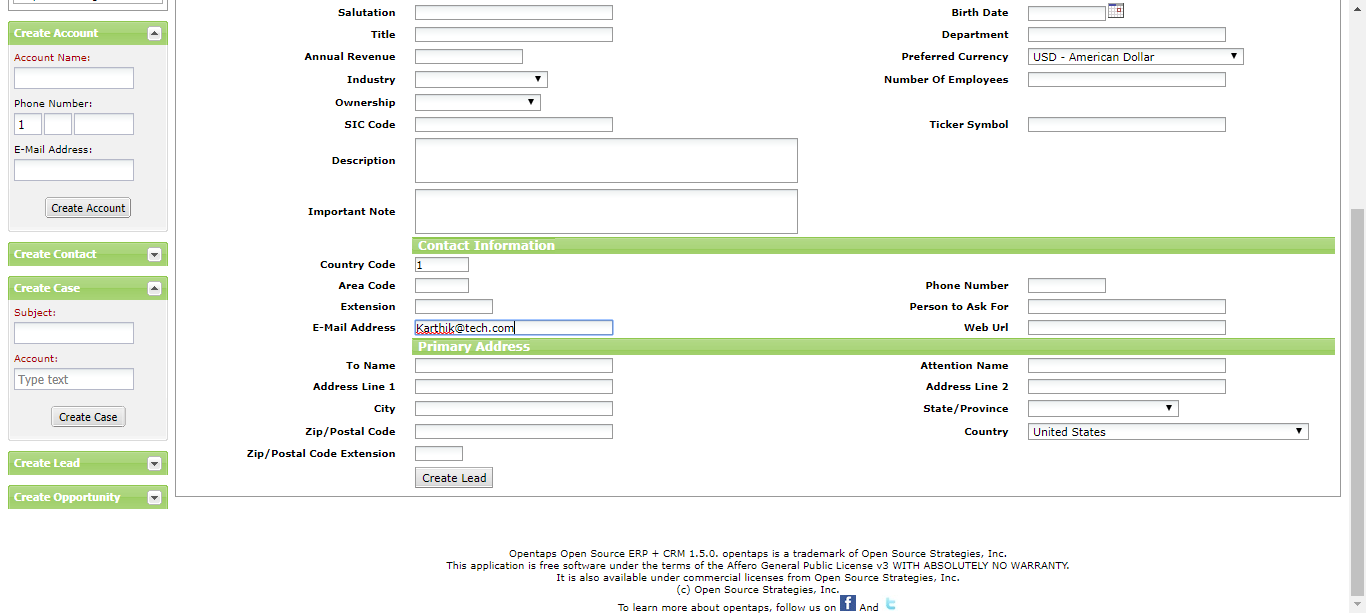 Create Account
Account Name:
Phone Number:
1
E-Mail Address:
Create Account
Create Contact
Create Case
Subject:
Account:
Type text
Create Case
Create Lead
Create Opportunity
Salutation Birth Date
Title Department
Annual Revenue Preferred Currency USD - American Dollar
Industry Number Of Employees
Ownership
SIC Code Ticker Symbol
Description
Important Note
Contact Information
Country Code 1
Area Code Phone Number
Extension Person to Ask For
E-Mail Address Karthik@tech.com Web Url
Primary Address
To Name Attention Name
Address Line 1 Address Line 2
City State/Province
Zip/Postal Code Country United States
Zip/Postal Code Extension
Create Lead
Opentaps Open Source ERP + CRM 1.5.0. opentaps is a trademark of Open Source Strategies, Inc.
This application is free software under the terms of the Affero General Public License v3 WITH ABSOLUTELY NO WARRANTY.
It is also available under commercial licenses from Open Source Strategies, Inc.
(c) Open Source Strategies, Inc.
To learn more about opentaps, follow us on f And t